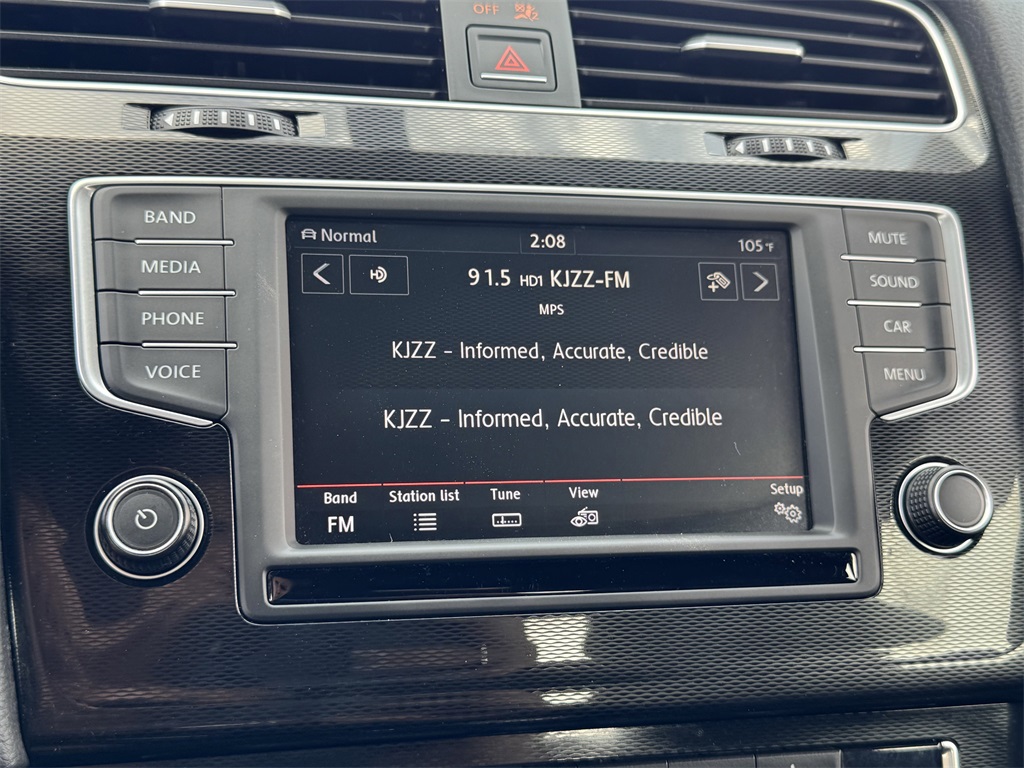 OFF
BAND
MEDIA
PHONE
VOICE
Normal
2:08
105 °F
HD
91.5 HD1 KJZZ-FM
MPS
KJZZ – Informed, Accurate, Credible
KJZZ – Informed, Accurate, Credible
Band
FM
Station list
Tune
View
Setup
MUTE
SOUND
CAR
MENU